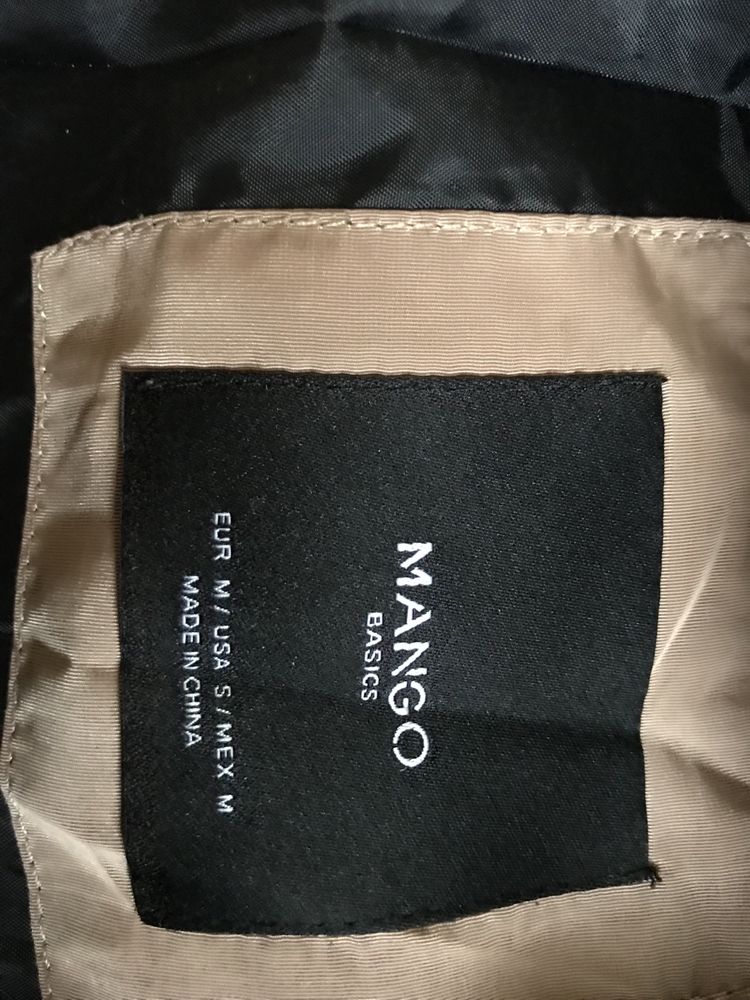 MANGO
BASICS
EUR M / USA S / MEX M
MADE IN CHINA